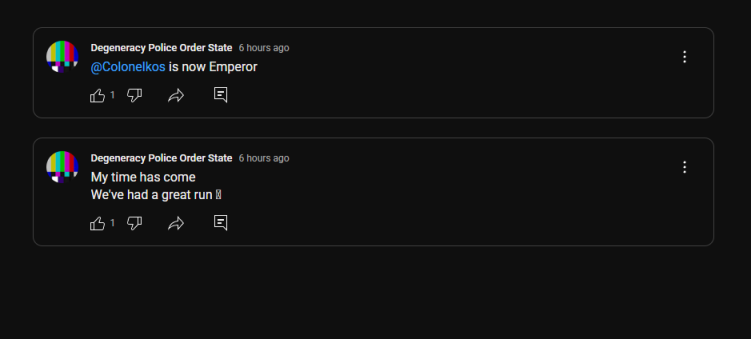 Degeneracy Police Order State 6 hours ago
@Colonelkos is now Emperor
1
Degeneracy Police Order State 6 hours ago
My time has come
We've had a great run
1